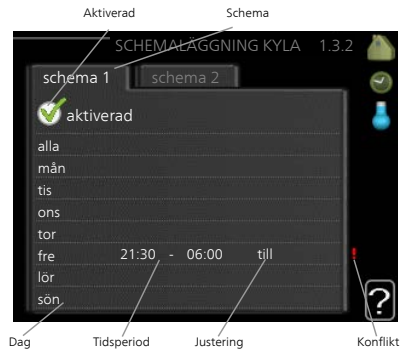 Aktiverad Schema
SCHEMALÄGGNING KYLA 1.3.2
schema 1 schema 2
aktiverad
alla
mån
tis
ons
tor
fre 21:30 - 06:00 till !
lör
sön
?
Dag Tidsperiod Justering Konflikt